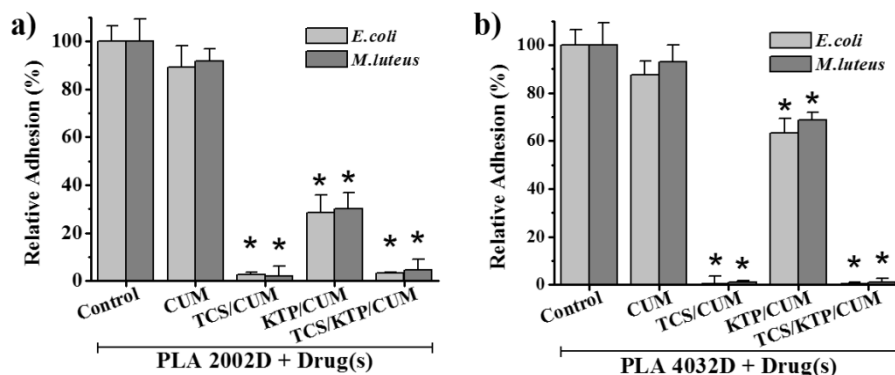 a)
Relative Adhesion (%)
100
80
60
40
20
0
E.coli
M.luteus
* *
* *
* *
Control
CUM
TCS/CUM
KTP/CUM
TCS/KTP/CUM
PLA 2002D + Drug(s)
b)
Relative Adhesion (%)
100
80
60
40
20
0
E.coli
M.luteus
* *
* *
* *
Control
CUM
TCS/CUM
KTP/CUM
TCS/KTP/CUM
PLA 4032D + Drug(s)